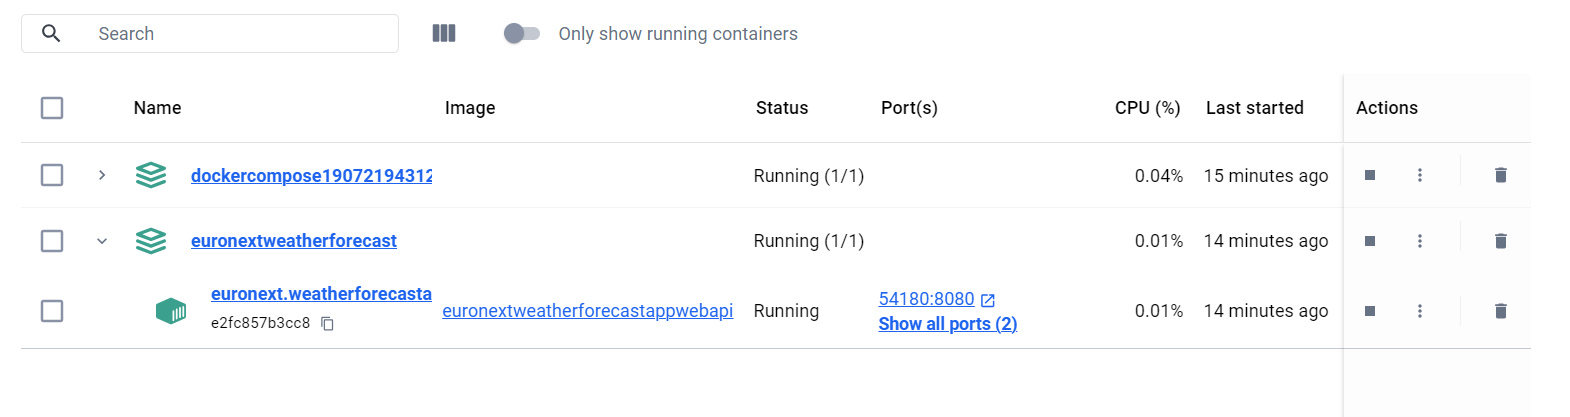 Search
Only show running containers
Name Image Status Port(s) CPU (%) Last started Actions
dockercompose19072194312 Running (1/1) 0.04% 15 minutes ago
euronextweatherforecast Running (1/1) 0.01% 14 minutes ago
euronext.weatherforecasta
e2fc857b3cc8
euronextweatherforecastappwebapi Running
54180:8080
Show all ports (2)
0.01% 14 minutes ago